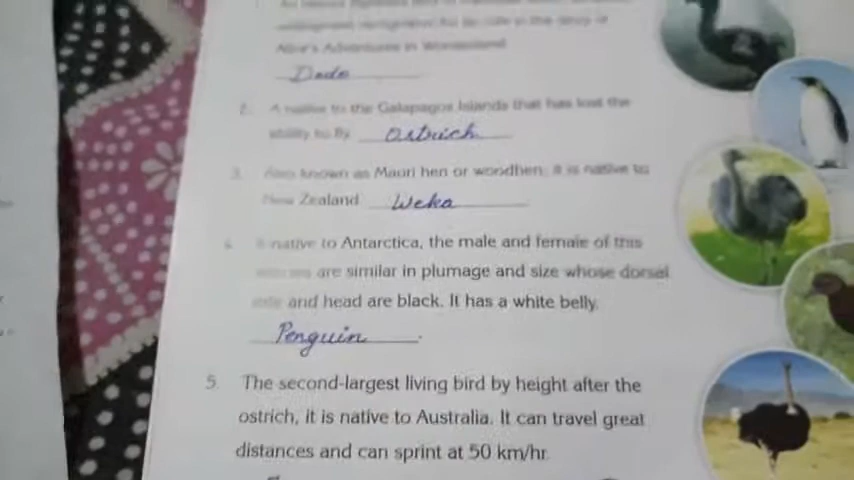 Alice's Adventures in Wonderland
Dodo
2. A native to the Galapagos Islands that has lost the
ability to fly Ostrich
3. Also known as Maori hen or woodhen, it is native to
New Zealand Weka
4. A native to Antarctica, the male and female of this
species are similar in plumage and size whose dorsal
side and head are black. It has a white belly.
Penguin.
5. The second-largest living bird by height after the
ostrich, it is native to Australia. It can travel great
distances and can sprint at 50 km/hr.